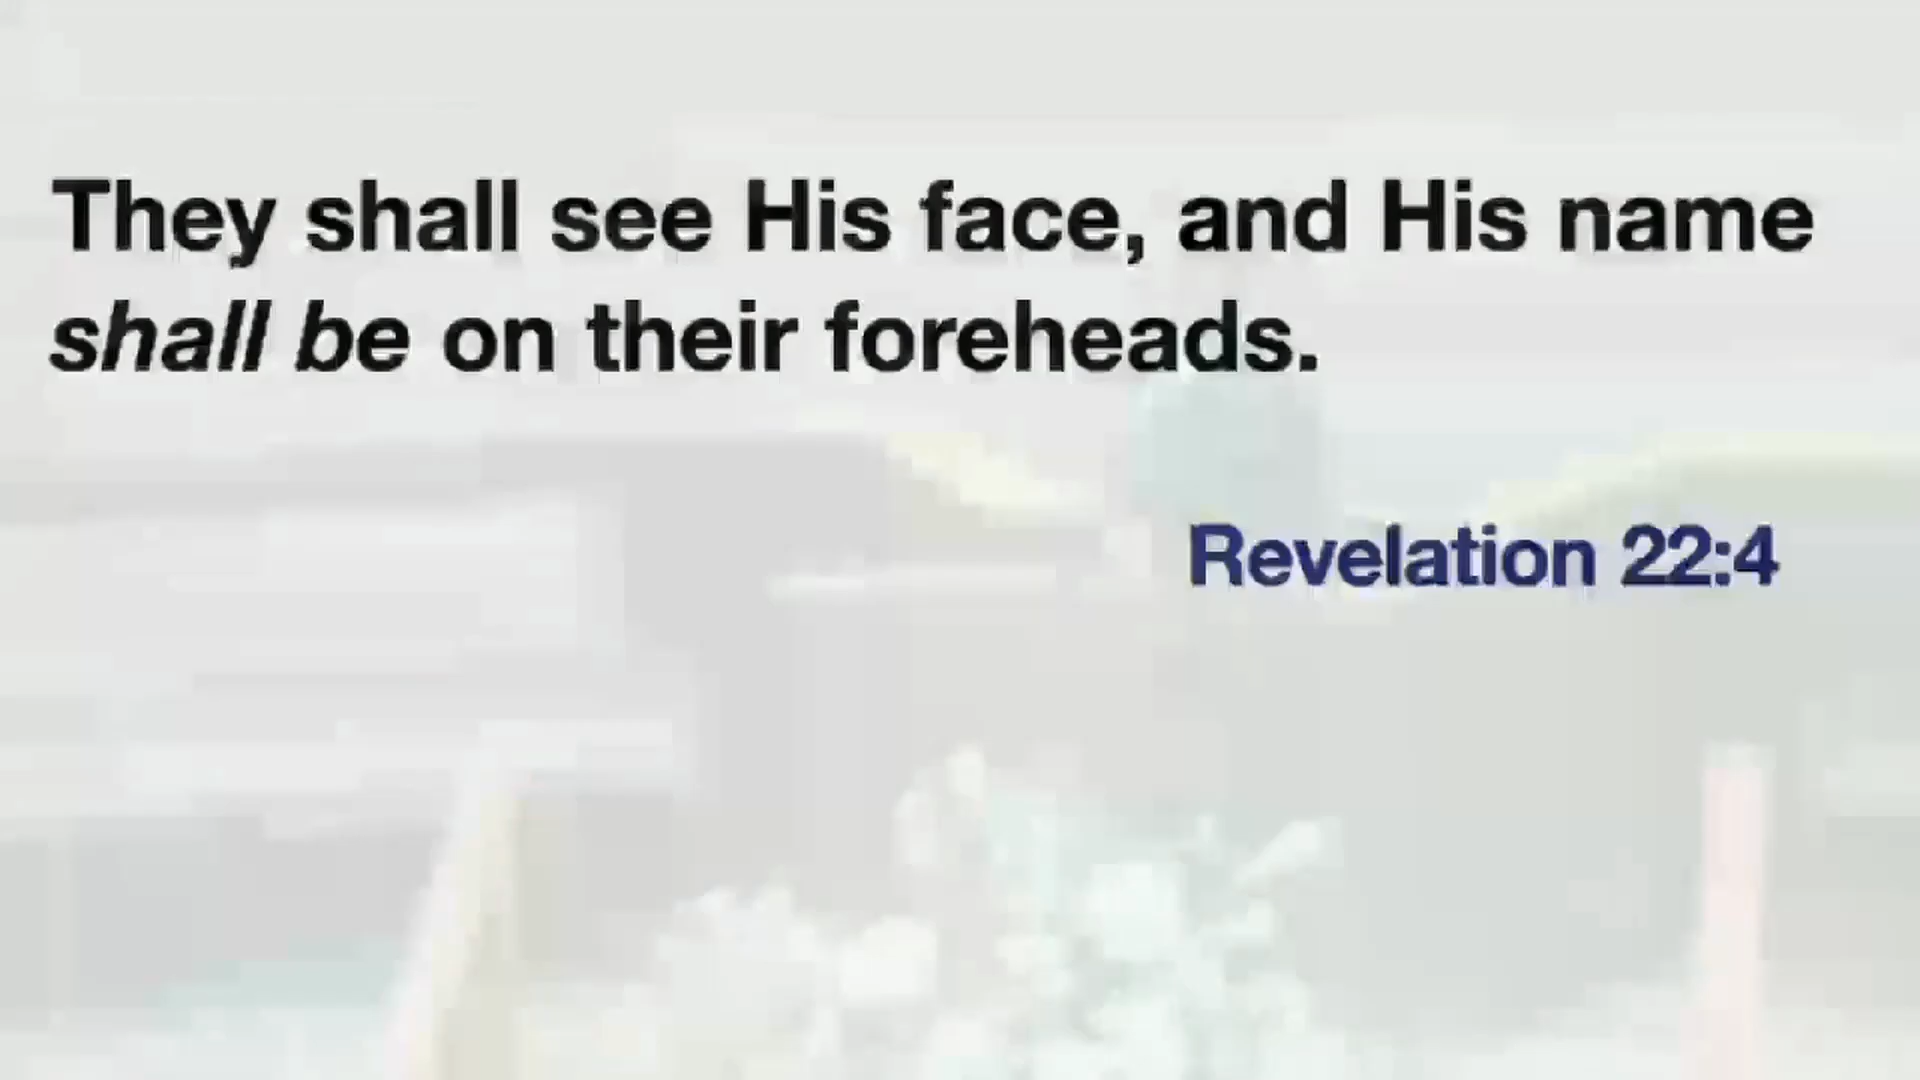 They shall see His face, and His name
shall be on their foreheads.
Revelation 22:4